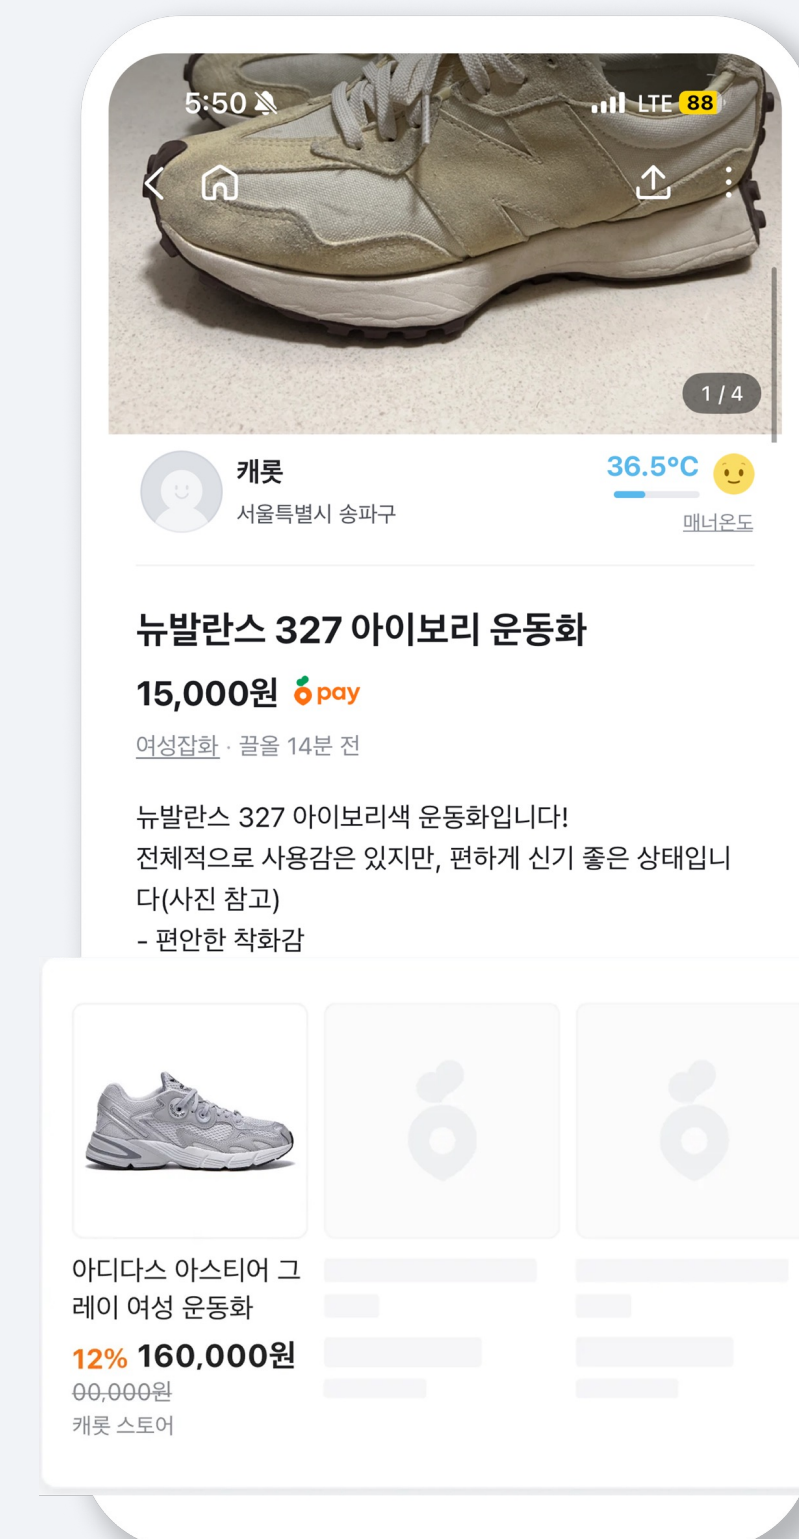 5:50 LTE 88
1 / 4
캐롯 36.5°C
서울특별시 송파구 매너온도
뉴발란스 327 아이보리 운동화
15,000원 pay
여성잡화 · 끌올 14분 전
뉴발란스 327 아이보리색 운동화입니다!
전체적으로 사용감은 있지만, 편하게 신기 좋은 상태입니
다(사진 참고)
- 편안한 착화감
아디다스 아스티어 그
레이 여성 운동화
12% 160,000원
00,000원
캐롯 스토어